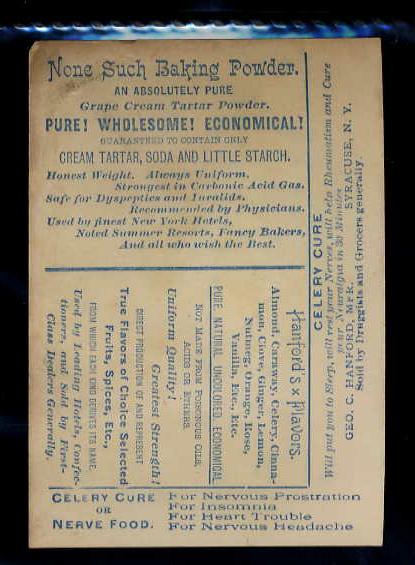 None Such Baking Powder.
AN ABSOLUTELY PURE
Grape Cream Tartar Powder.
PURE! WHOLESOME! ECONOMICAL!
GUARANTEED TO CONTAIN ONLY
CREAM TARTAR, SODA AND LITTLE STARCH.
Honest Weight. Always Uniform,
Strongest in Carbonic Acid Gas.
Safe for Dyspeptics and Invalids.
Recommended by Physicians.
Used by finest New York Hotels,
Noted Summer Resorts, Fancy Bakers,
And all who wish the Best.
Hanford's x Flavors.
Almond, Caraway, Celery, Cinna-
mon, Clove, Ginger, Lemon,
Nutmeg, Orange, Rose,
Vanilla, Etc., Etc.
PURE NATURAL UNCOLORED ECONOMICAL
NOT MADE FROM POISONOUS OILS,
ACIDS OR ETHERS.
Uniform Quality!
Greatest Strength!
DIRECT PRODUCTION OF AND REPRESENT
True Flavors of Choice Selected
Fruits, Spices, Etc.,
FROM WHICH EACH KIND DERIVES ITS NAME.
Used by Leading Hotels, Confec-
tioners, and Sold by First-
Class Dealers Generally.
CELERY CURE
Will put you to Sleep, will rest your Nerves, will help Rheumatism and Cure
your Neuralgia in 30 Minutes
GEO. C. HANFORD, MFR. SYRACUSE, N. Y.
Sold by Druggists and Grocers generally.
CELERY CURE
OR
NERVE FOOD.
For Nervous Prostration
For Insomnia
For Heart Trouble
For Nervous Headache